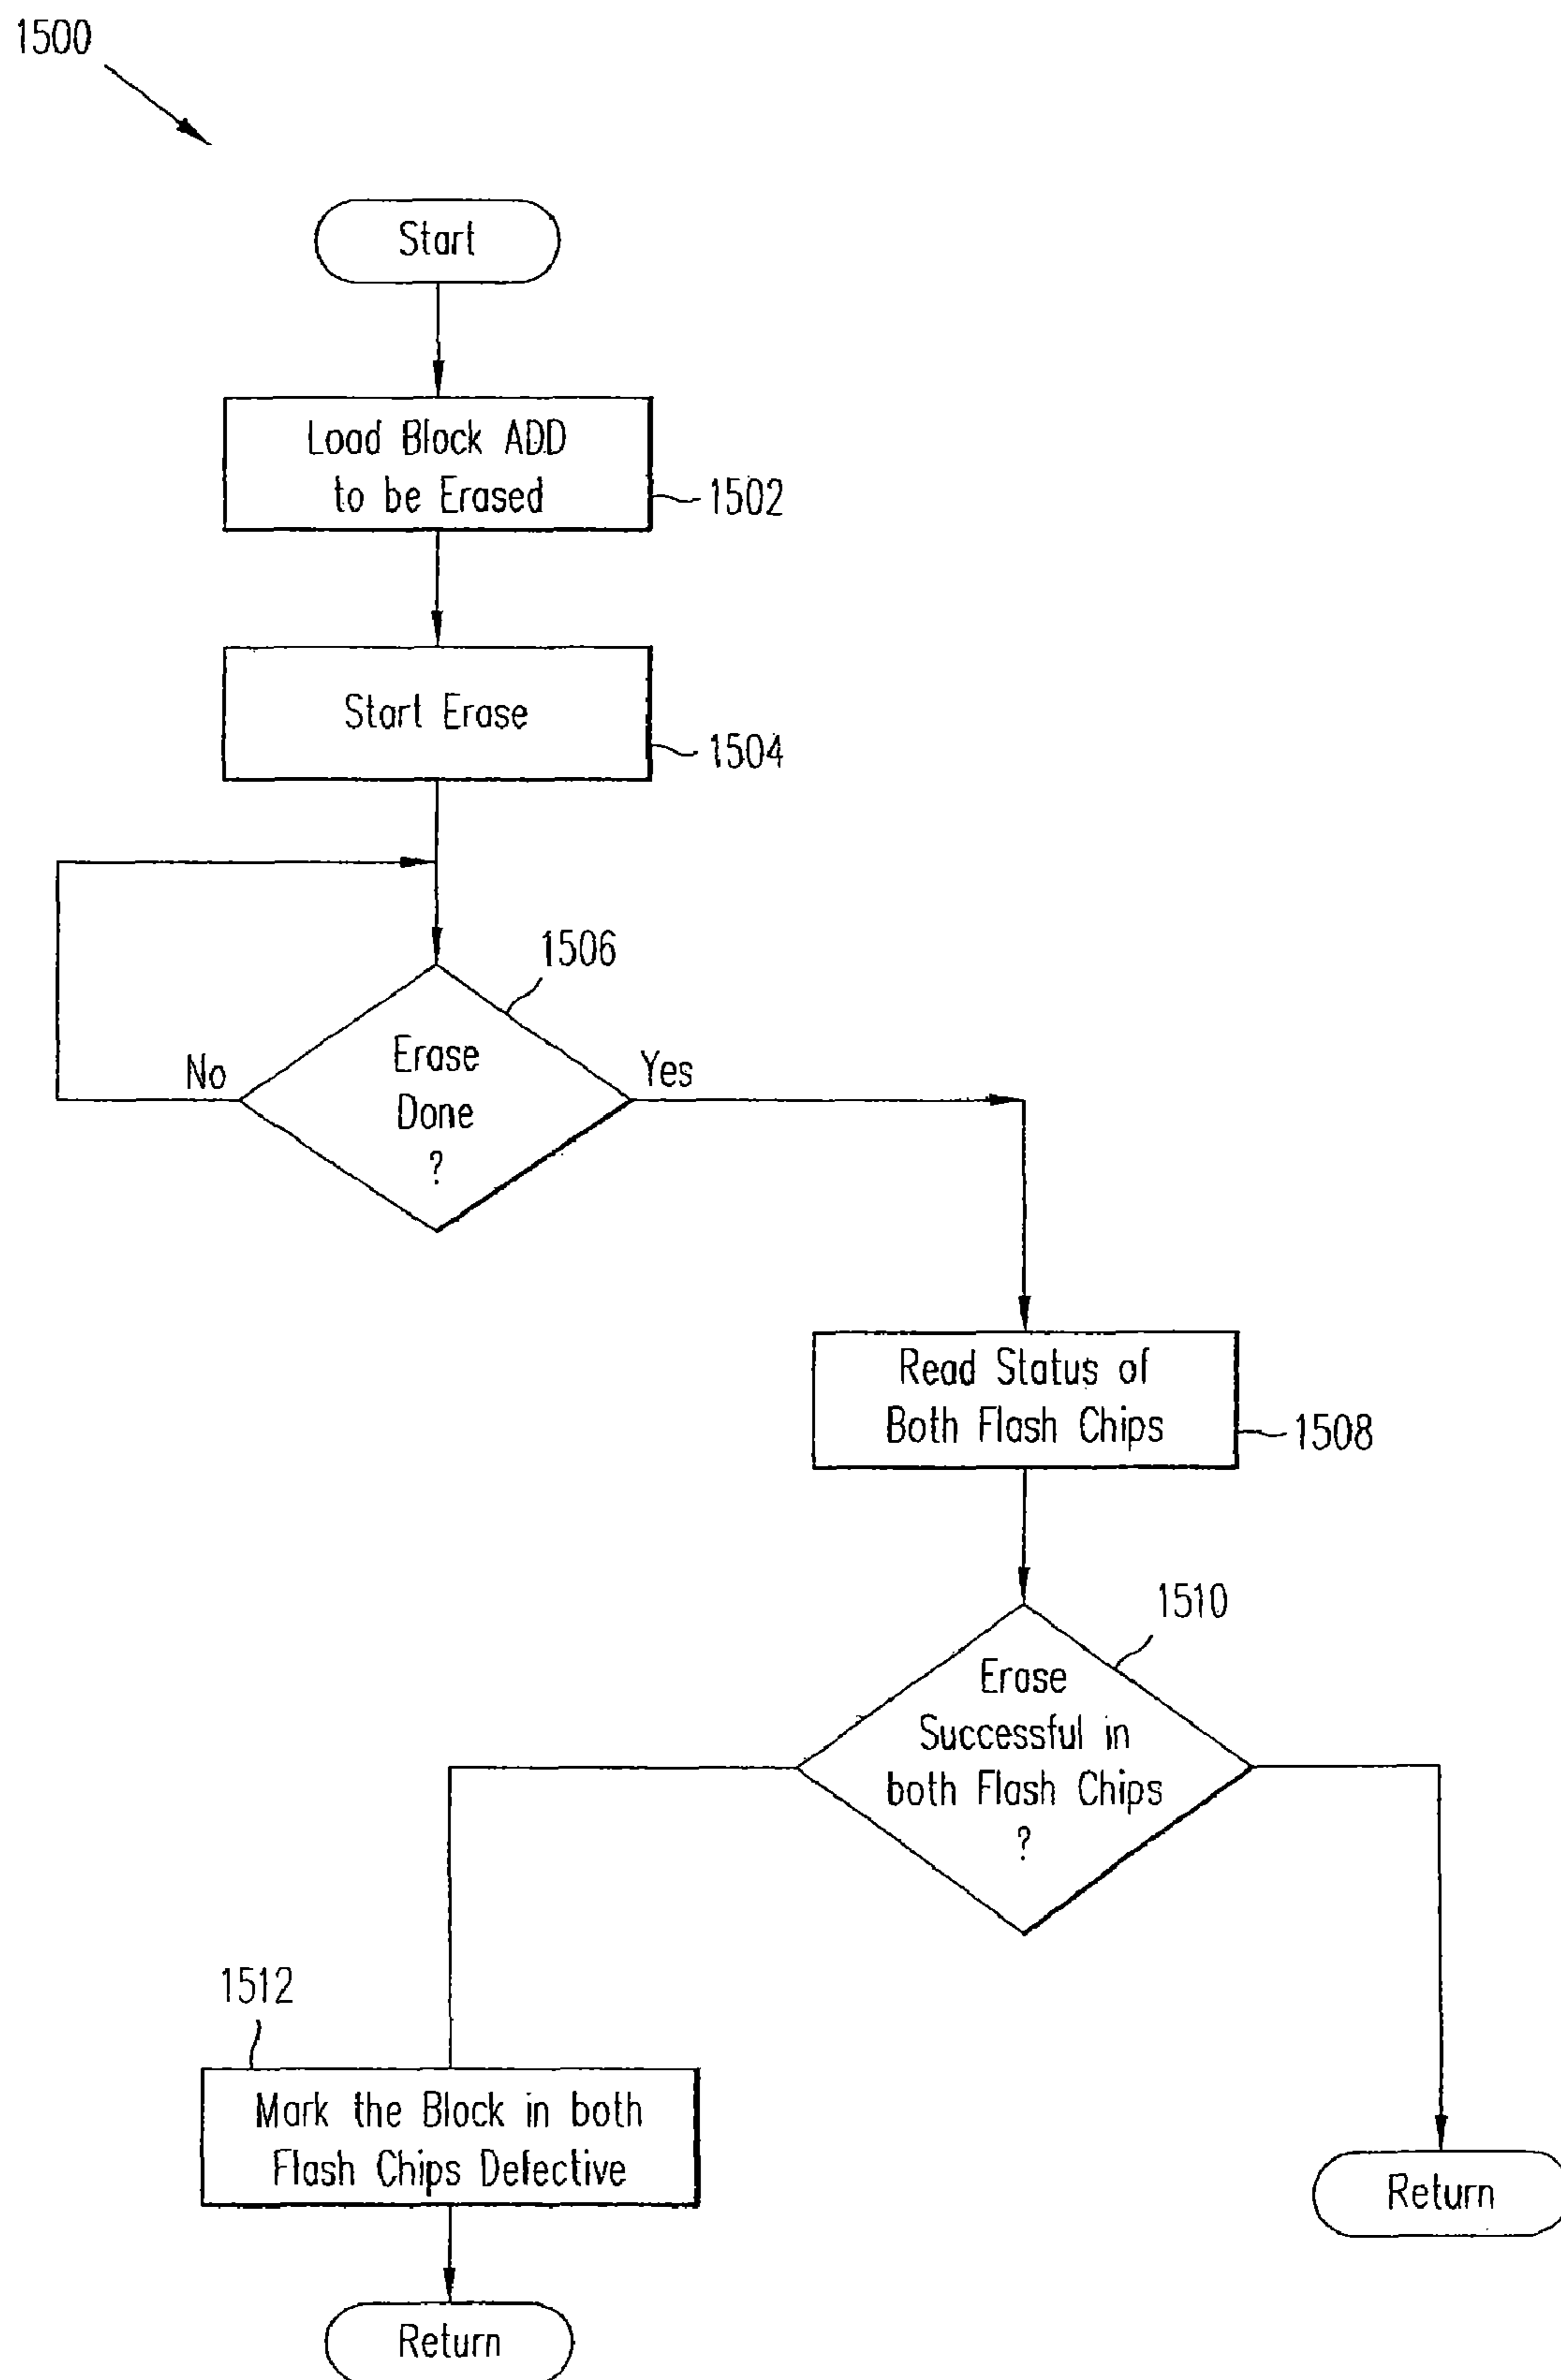 1500
Start
Load Block ADD
to be Erased
1502
Start Erase
1504
1506
Erase
Done
?
No
Yes
Read Status of
Both Flash Chips
1508
1510
Erase
Successful in
both Flash Chips
?
1512
Mark the Block in both
Flash Chips Defective
Return
Return